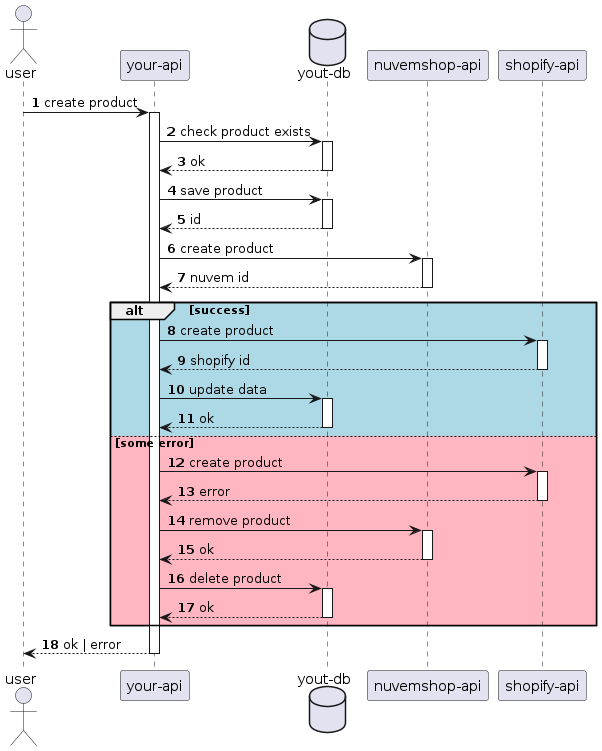 user
your-api
yout-db
nuvemshop-api
shopify-api
1 create product
2 check product exists
3 ok
4 save product
5 id
6 create product
7 nuvem id
alt [success]
8 create product
9 shopify id
10 update data
11 ok
[some error]
12 create product
13 error
14 remove product
15 ok
16 delete product
17 ok
18 ok | error
user
your-api
yout-db
nuvemshop-api
shopify-api